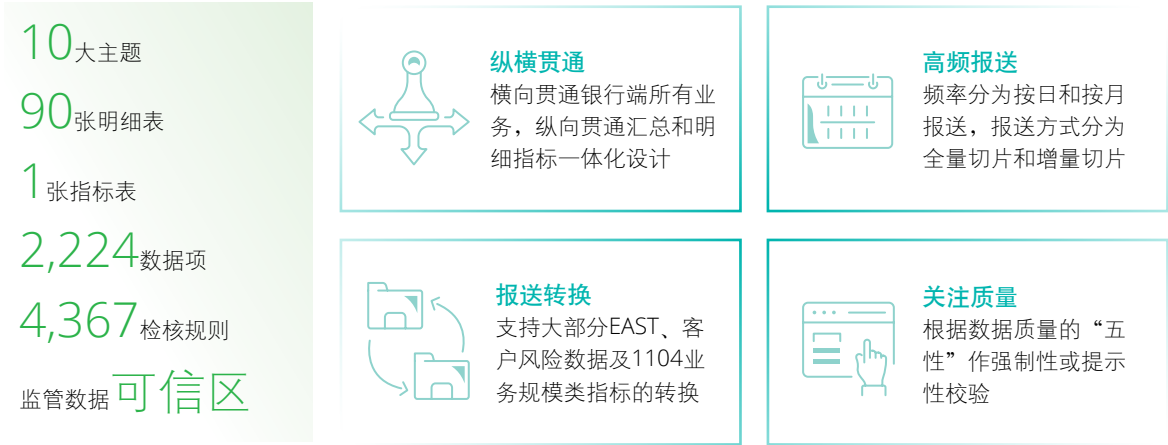 10大主题
90张明细表
1张指标表
2,224数据项
4,367检核规则
监管数据可信区
纵横贯通
横向贯通银行端所有业
务，纵向贯通汇总和明
细指标一体化设计
高频报送
频率分为按日和按月
报送，报送方式分为
全量切片和增量切片
报送转换
支持大部分EAST、客
户风险数据及1104业
务规模类指标的转换
关注质量
根据数据质量的“五
性”作强制性或提示
性校验